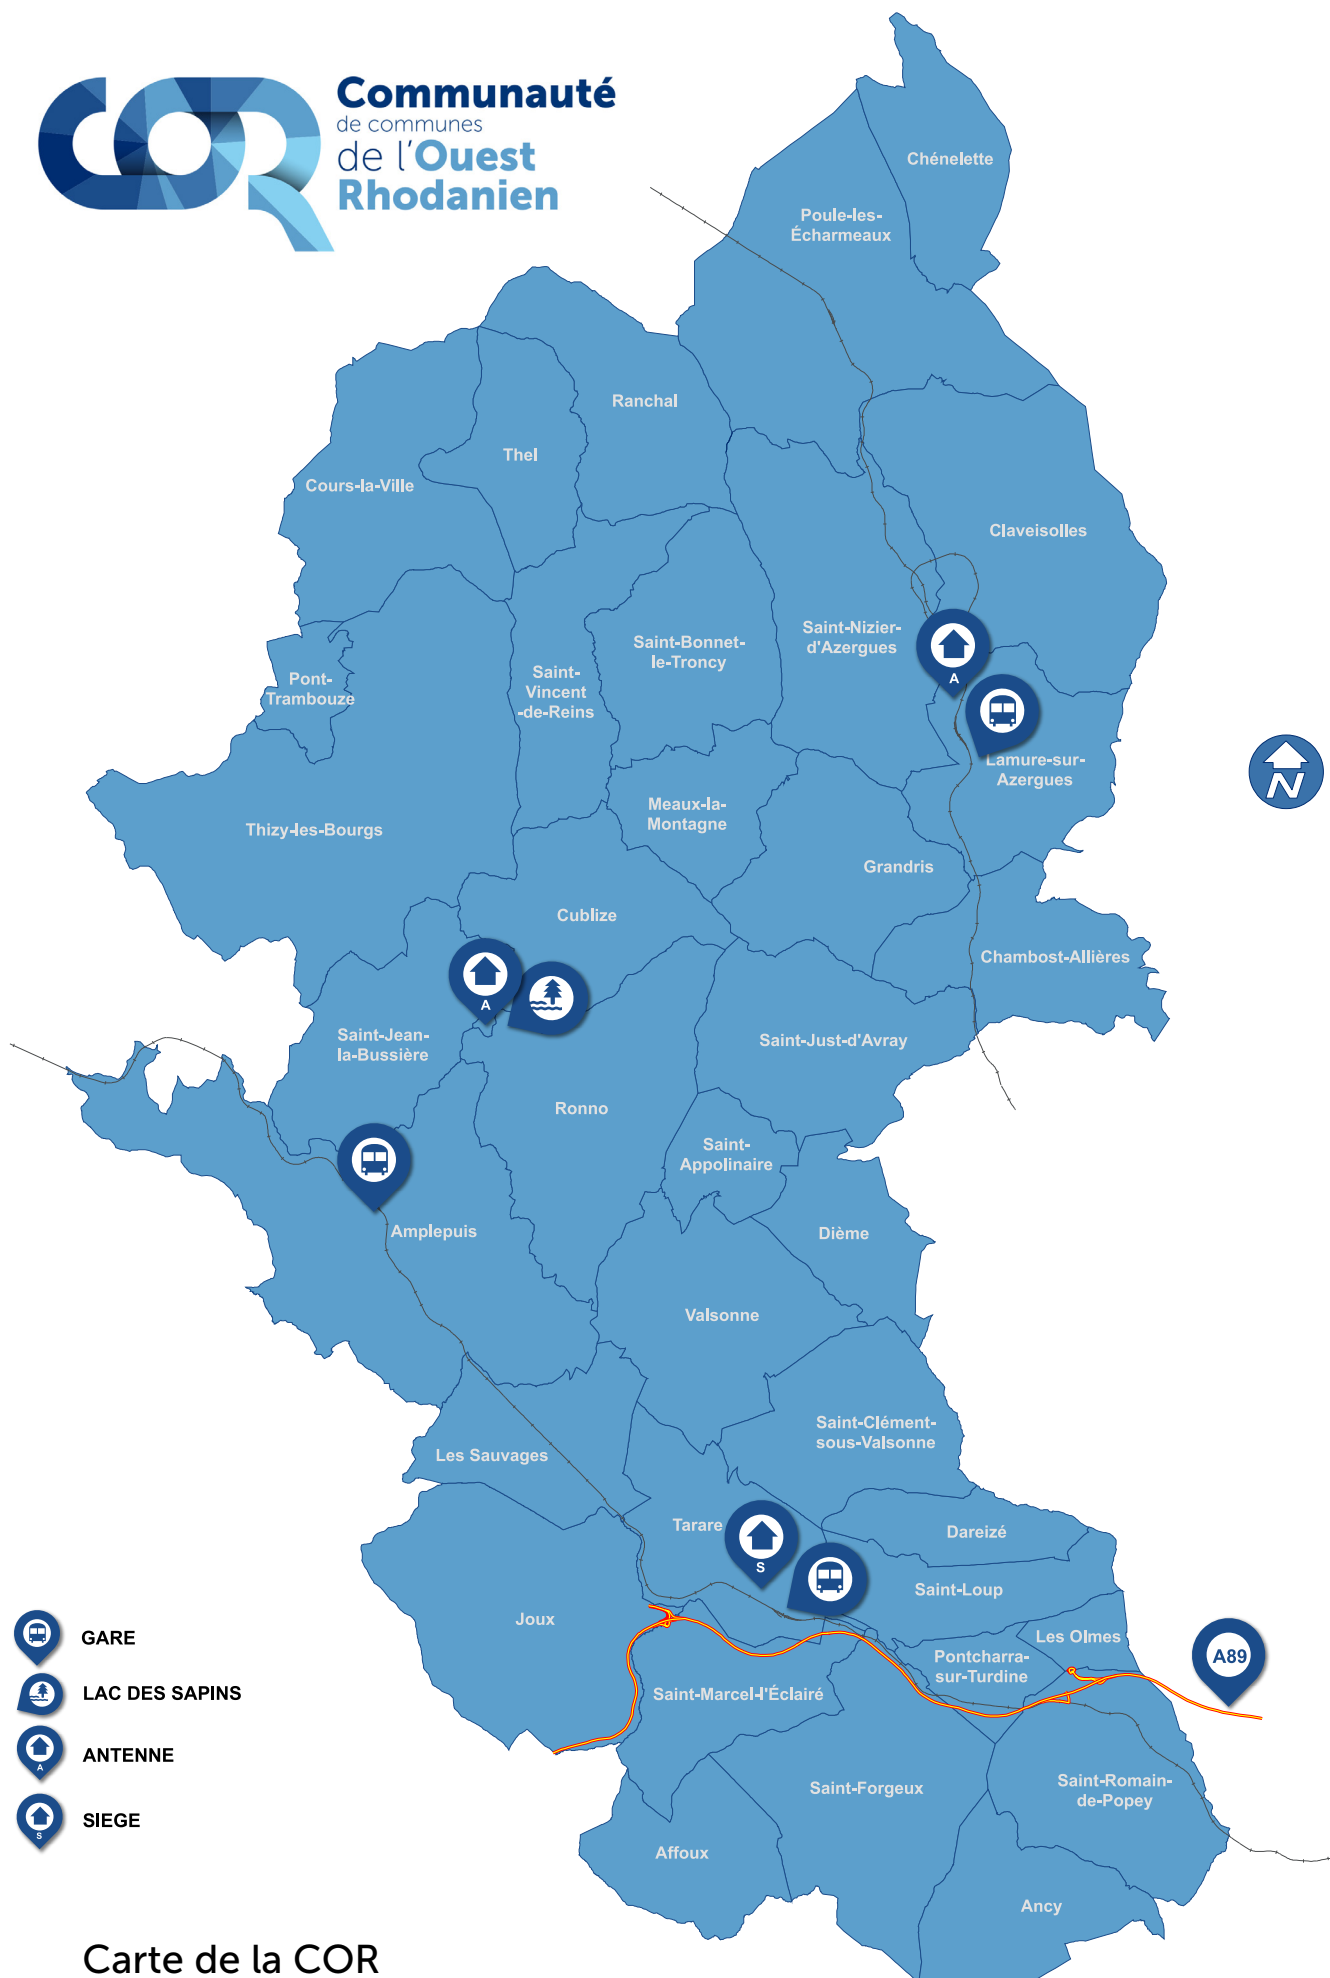 COR
Communauté
de communes
de l'Ouest
Rhodanien
Chénelette
Poule-les-
Écharmeaux
Ranchal
Thel
Cours-la-Ville
Claveisolles
Saint-Nizier-
d'Azergues
Saint-Bonnet-
le-Troncy
Saint-
Vincent
-de-Reins
Pont-
Trambouze
A
Lamure-sur-
Azergues
N
Meaux-la-
Montagne
Thizy-les-Bourgs
Grandris
Cublize
Chambost-Allières
A
Saint-Jean-
la-Bussière
Saint-Just-d'Avray
Ronno
Saint-
Appolinaire
Amplepuis
Dième
Valsonne
Saint-Clément-
sous-Valsonne
Les Sauvages
Tarare
S
Dareizé
Saint-Loup
Joux
Les Olmes
Pontcharra-
sur-Turdine
A89
Saint-Marcel-l'Éclairé
Saint-Forgeux
Saint-Romain-
de-Popey
Affoux
Ancy
GARE
LAC DES SAPINS
A
ANTENNE
S
SIEGE
Carte de la COR